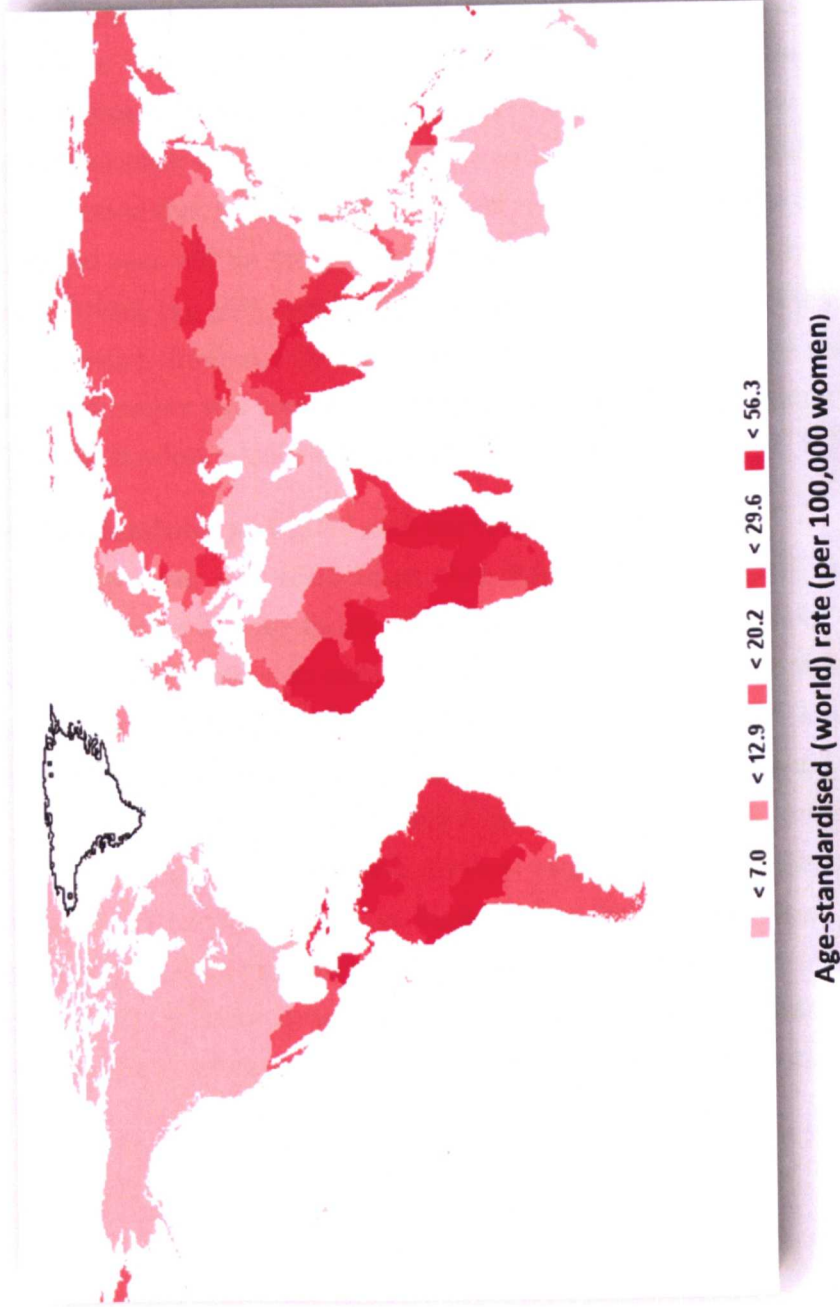 < 7.0 < 12.9 < 20.2 < 29.6 < 56.3
Age-standardised (world) rate (per 100,000 women)